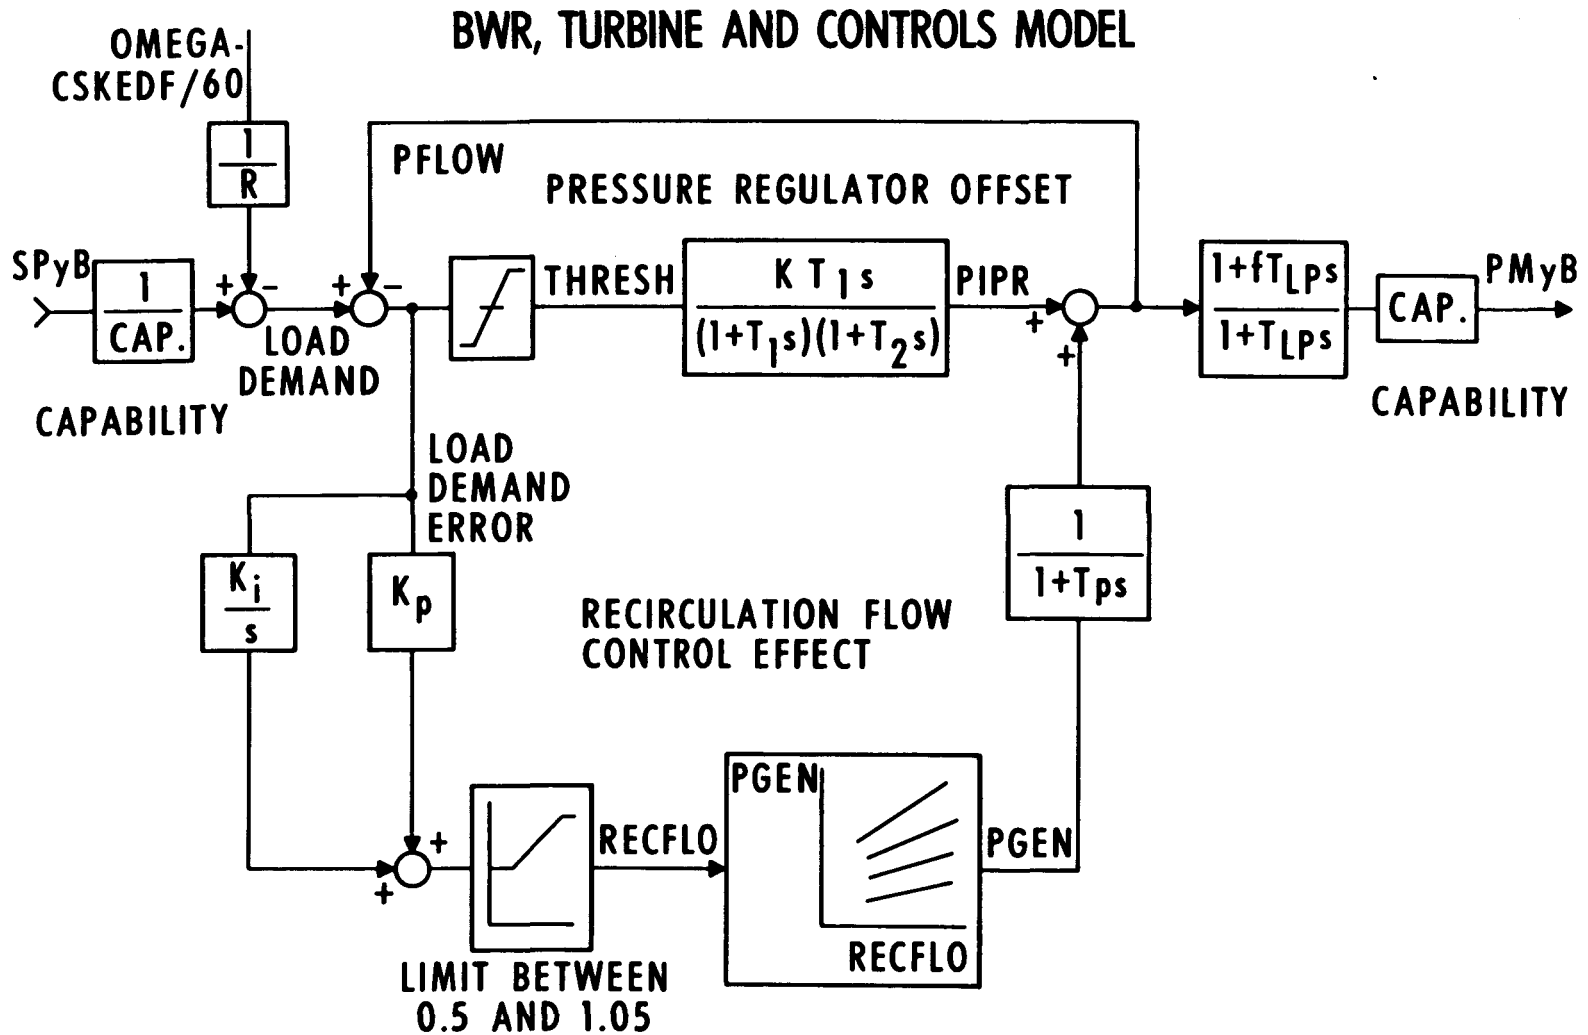 BWR, TURBINE AND CONTROLS MODEL
OMEGA-
CSKEDF/60
1
R
PFLOW
PRESSURE REGULATOR OFFSET
SPyB
1
CAP.
+
-
LOAD
DEMAND
+
-
THRESH
K T1s
(1+T1s)(1+T2s)
PIPR
+
+
1+fTLPs
1+TLPs
CAP.
PMyB
CAPABILITY
CAPABILITY
LOAD
DEMAND
ERROR
Ki
s
Kp
1
1+Tps
RECIRCULATION FLOW
CONTROL EFFECT
+
+
RECFLO
PGEN
RECFLO
PGEN
LIMIT BETWEEN
0.5 AND 1.05